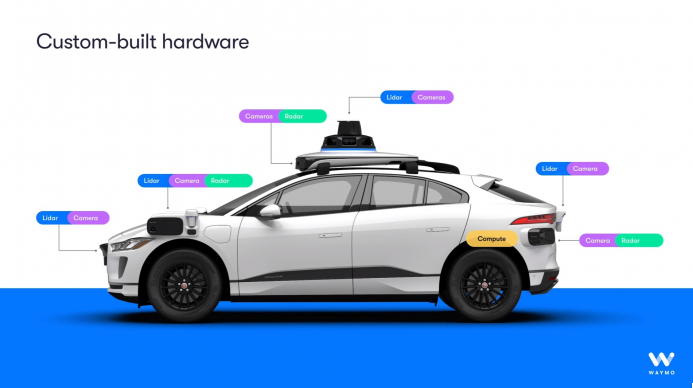 Custom-built hardware
Lidar Cameras
Cameras Radar
Lidar Camera
Lidar Camera Radar
Lidar Camera
Compute
Camera Radar
WAYMO